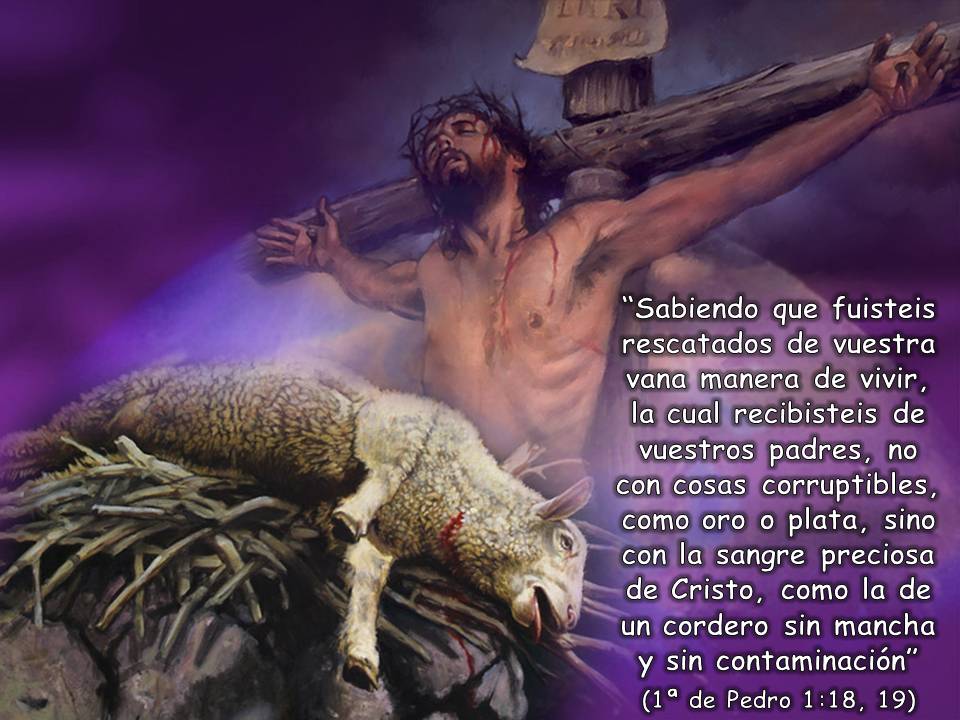 “Sabiendo que fuisteis
rescatados de vuestra
vana manera de vivir,
la cual recibisteis de
vuestros padres, no
con cosas corruptibles,
como oro o plata, sino
con la sangre preciosa
de Cristo, como la de
un cordero sin mancha
y sin contaminación”
(1ª de Pedro 1:18, 19)